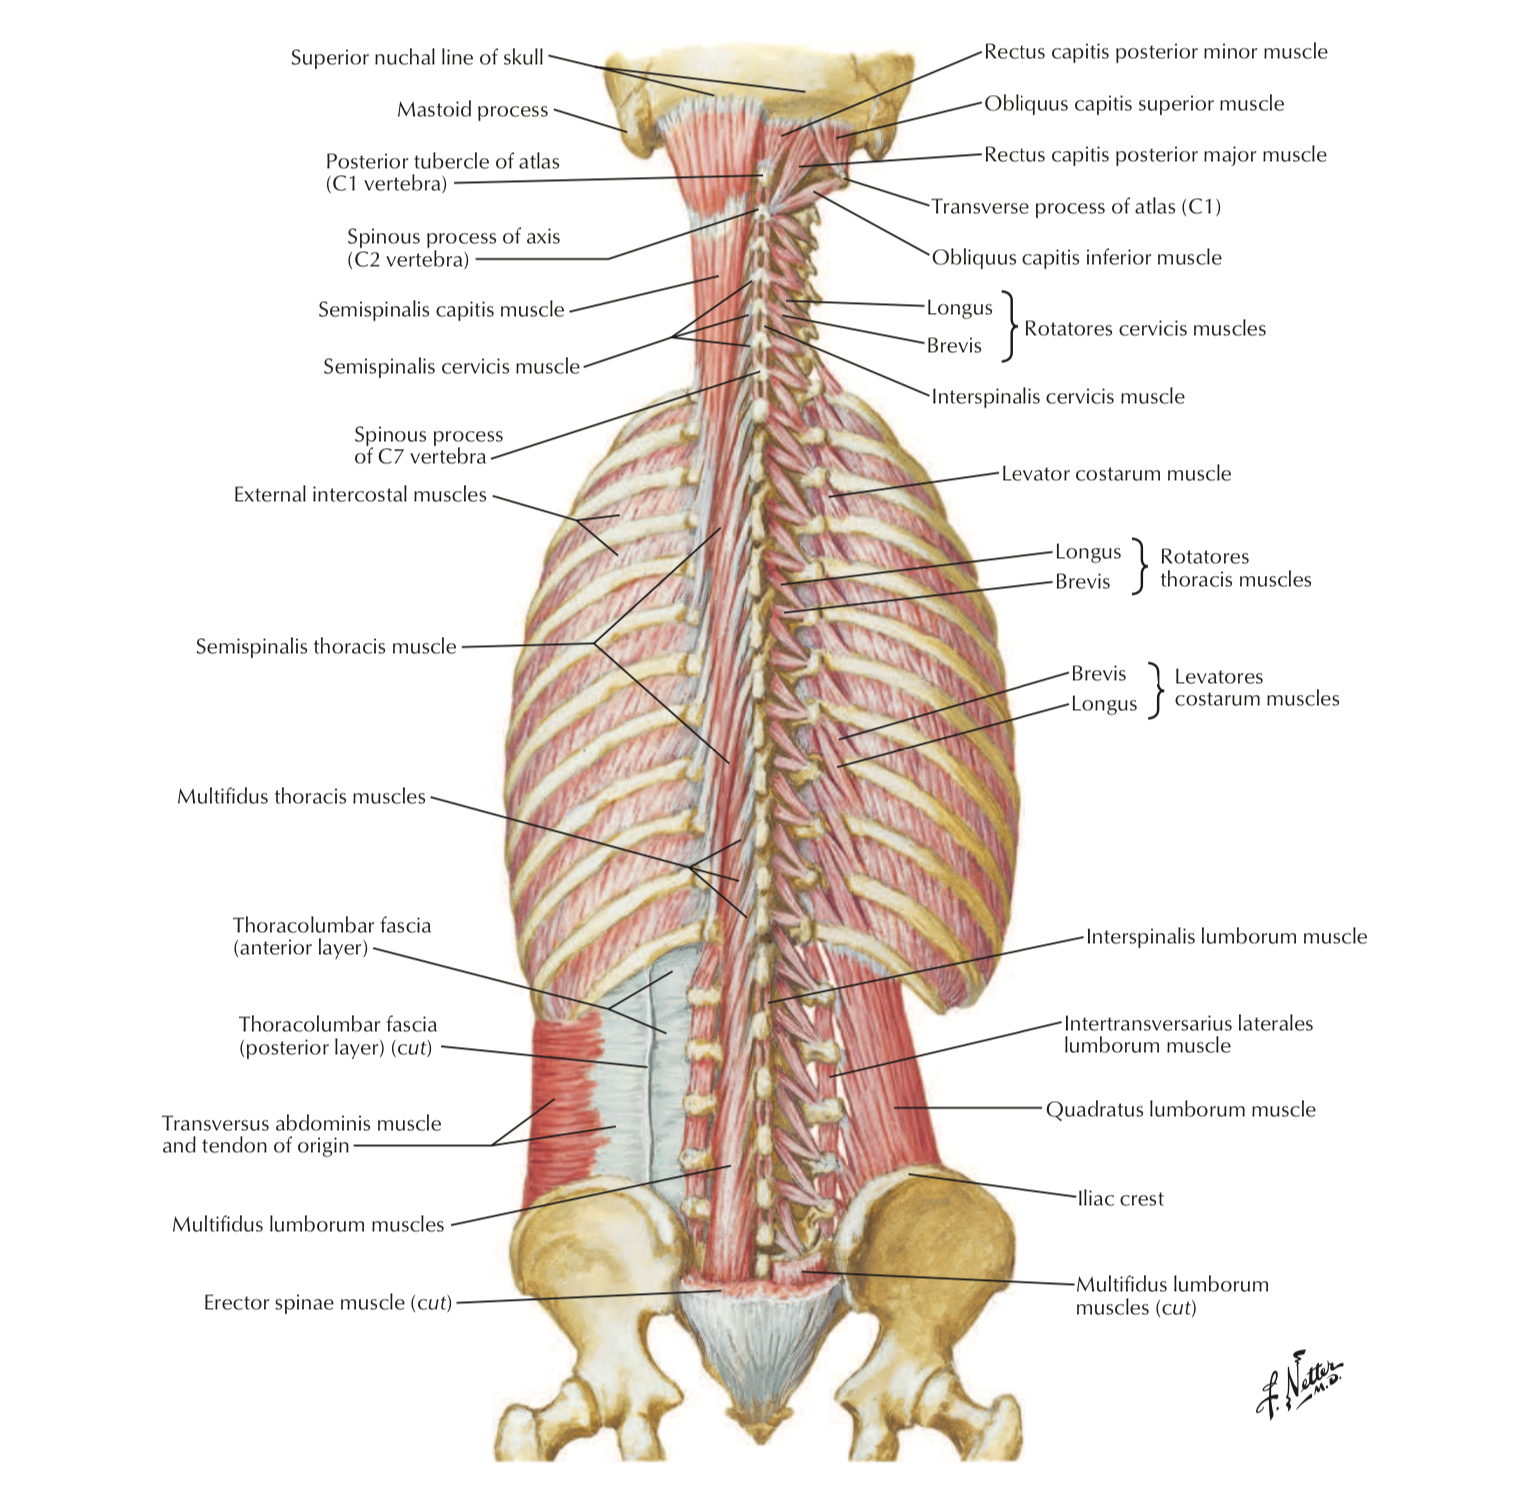 Superior nuchal line of skull
Mastoid process
Posterior tubercle of atlas
(C1 vertebra)
Spinous process of axis
(C2 vertebra)
Semispinalis capitis muscle
Semispinalis cervicis muscle
Spinous process
of C7 vertebra
External intercostal muscles
Semispinalis thoracis muscle
Multifidus thoracis muscles
Thoracolumbar fascia
(anterior layer)
Thoracolumbar fascia
(posterior layer) (cut)
Transversus abdominis muscle
and tendon of origin
Multifidus lumborum muscles
Erector spinae muscle (cut)
Rectus capitis posterior minor muscle
Obliquus capitis superior muscle
Rectus capitis posterior major muscle
Transverse process of atlas (C1)
Obliquus capitis inferior muscle
Longus
Brevis
Rotatores cervicis muscles
Interspinalis cervicis muscle
Levator costarum muscle
Longus
Brevis
Rotatores
thoracis muscles
Brevis
Longus
Levatores
costarum muscles
Interspinalis lumborum muscle
Intertransversarius laterales
lumborum muscle
Quadratus lumborum muscle
Iliac crest
Multifidus lumborum
muscles (cut)
F. Netter
M.D.